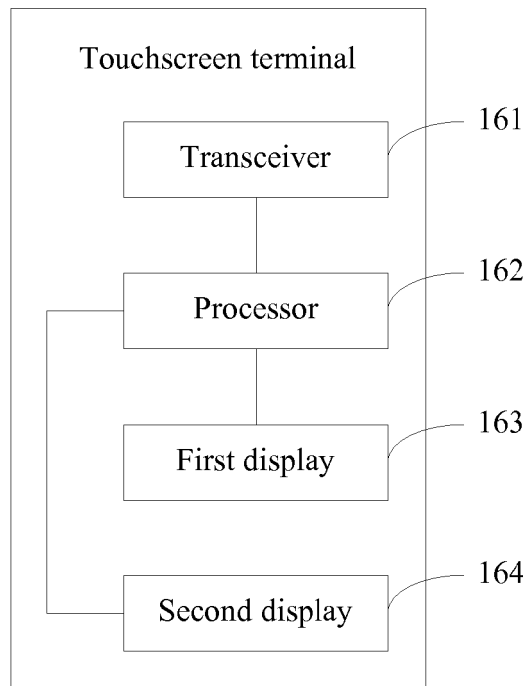 Touchscreen terminal
161
Transceiver
162
Processor
163
First display
164
Second display